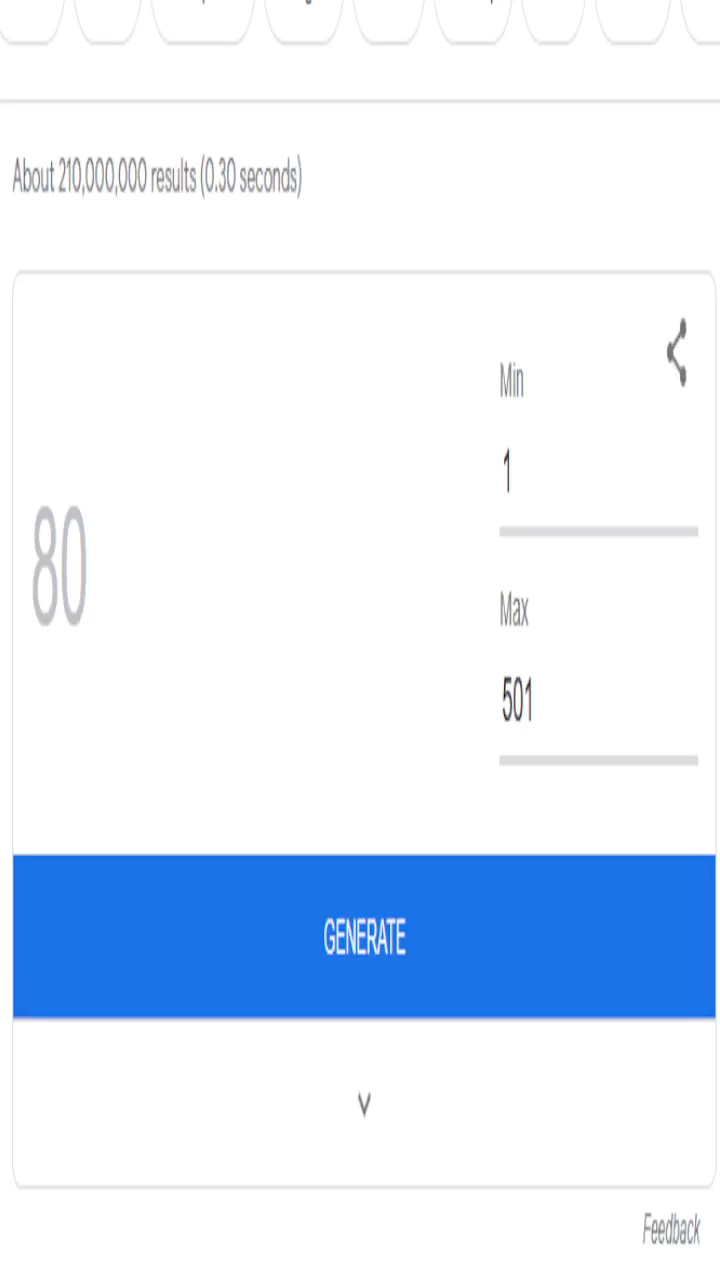 About 210,000,000 results (0.30 seconds)
Min
1
80
Max
501
GENERATE
Feedback